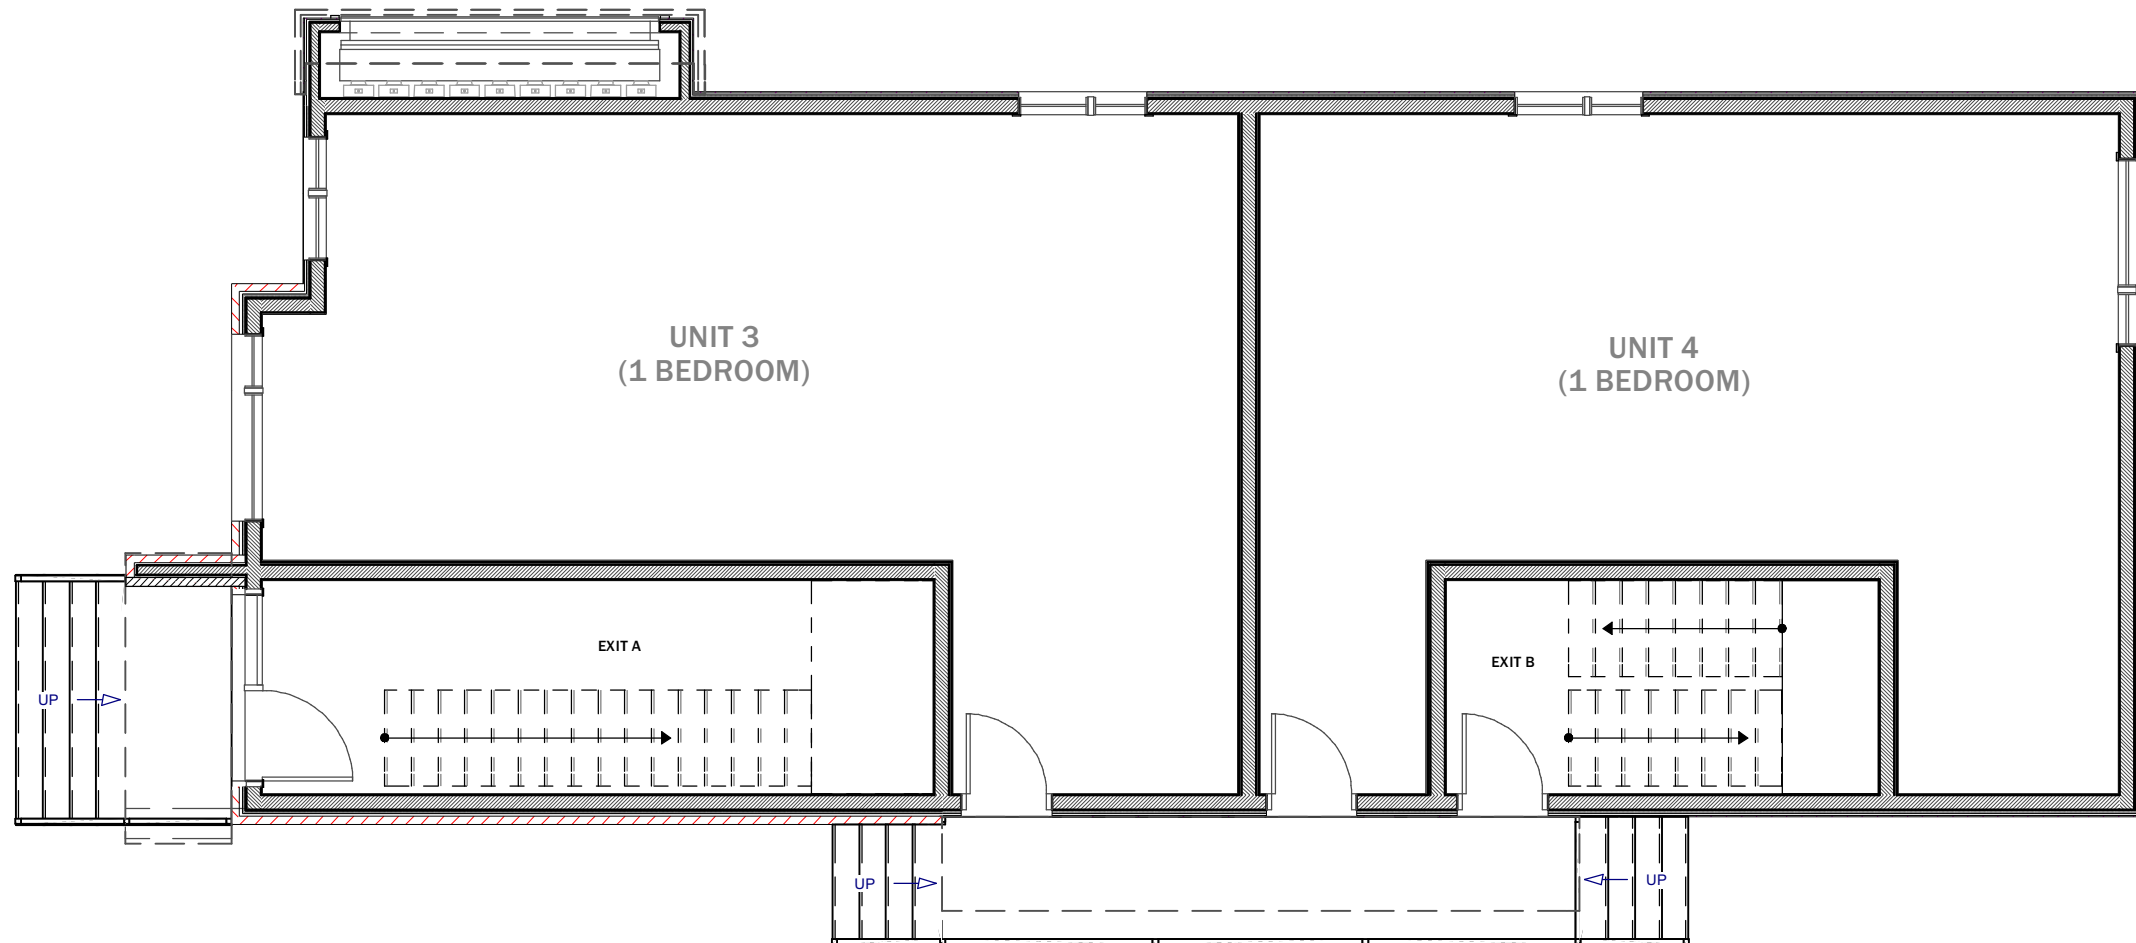 UNIT 3
(1 BEDROOM)
UNIT 4
(1 BEDROOM)
EXIT A
EXIT B
UP
UP
UP